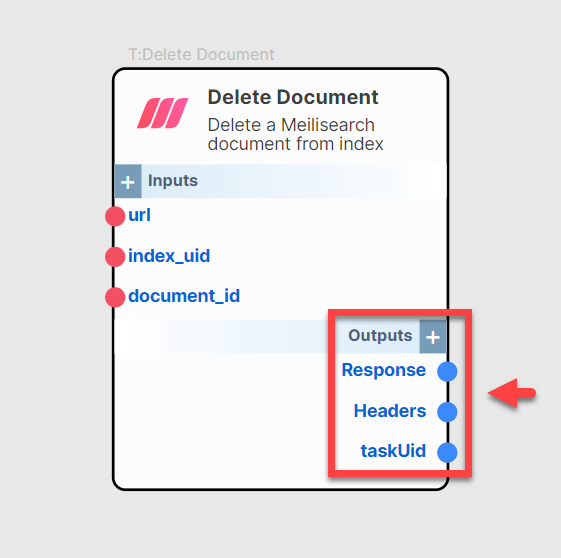 T:Delete Document
Delete Document
Delete a Meilisearch
document from index
+ Inputs
url
index_uid
document_id
Outputs +
Response
Headers
taskUid